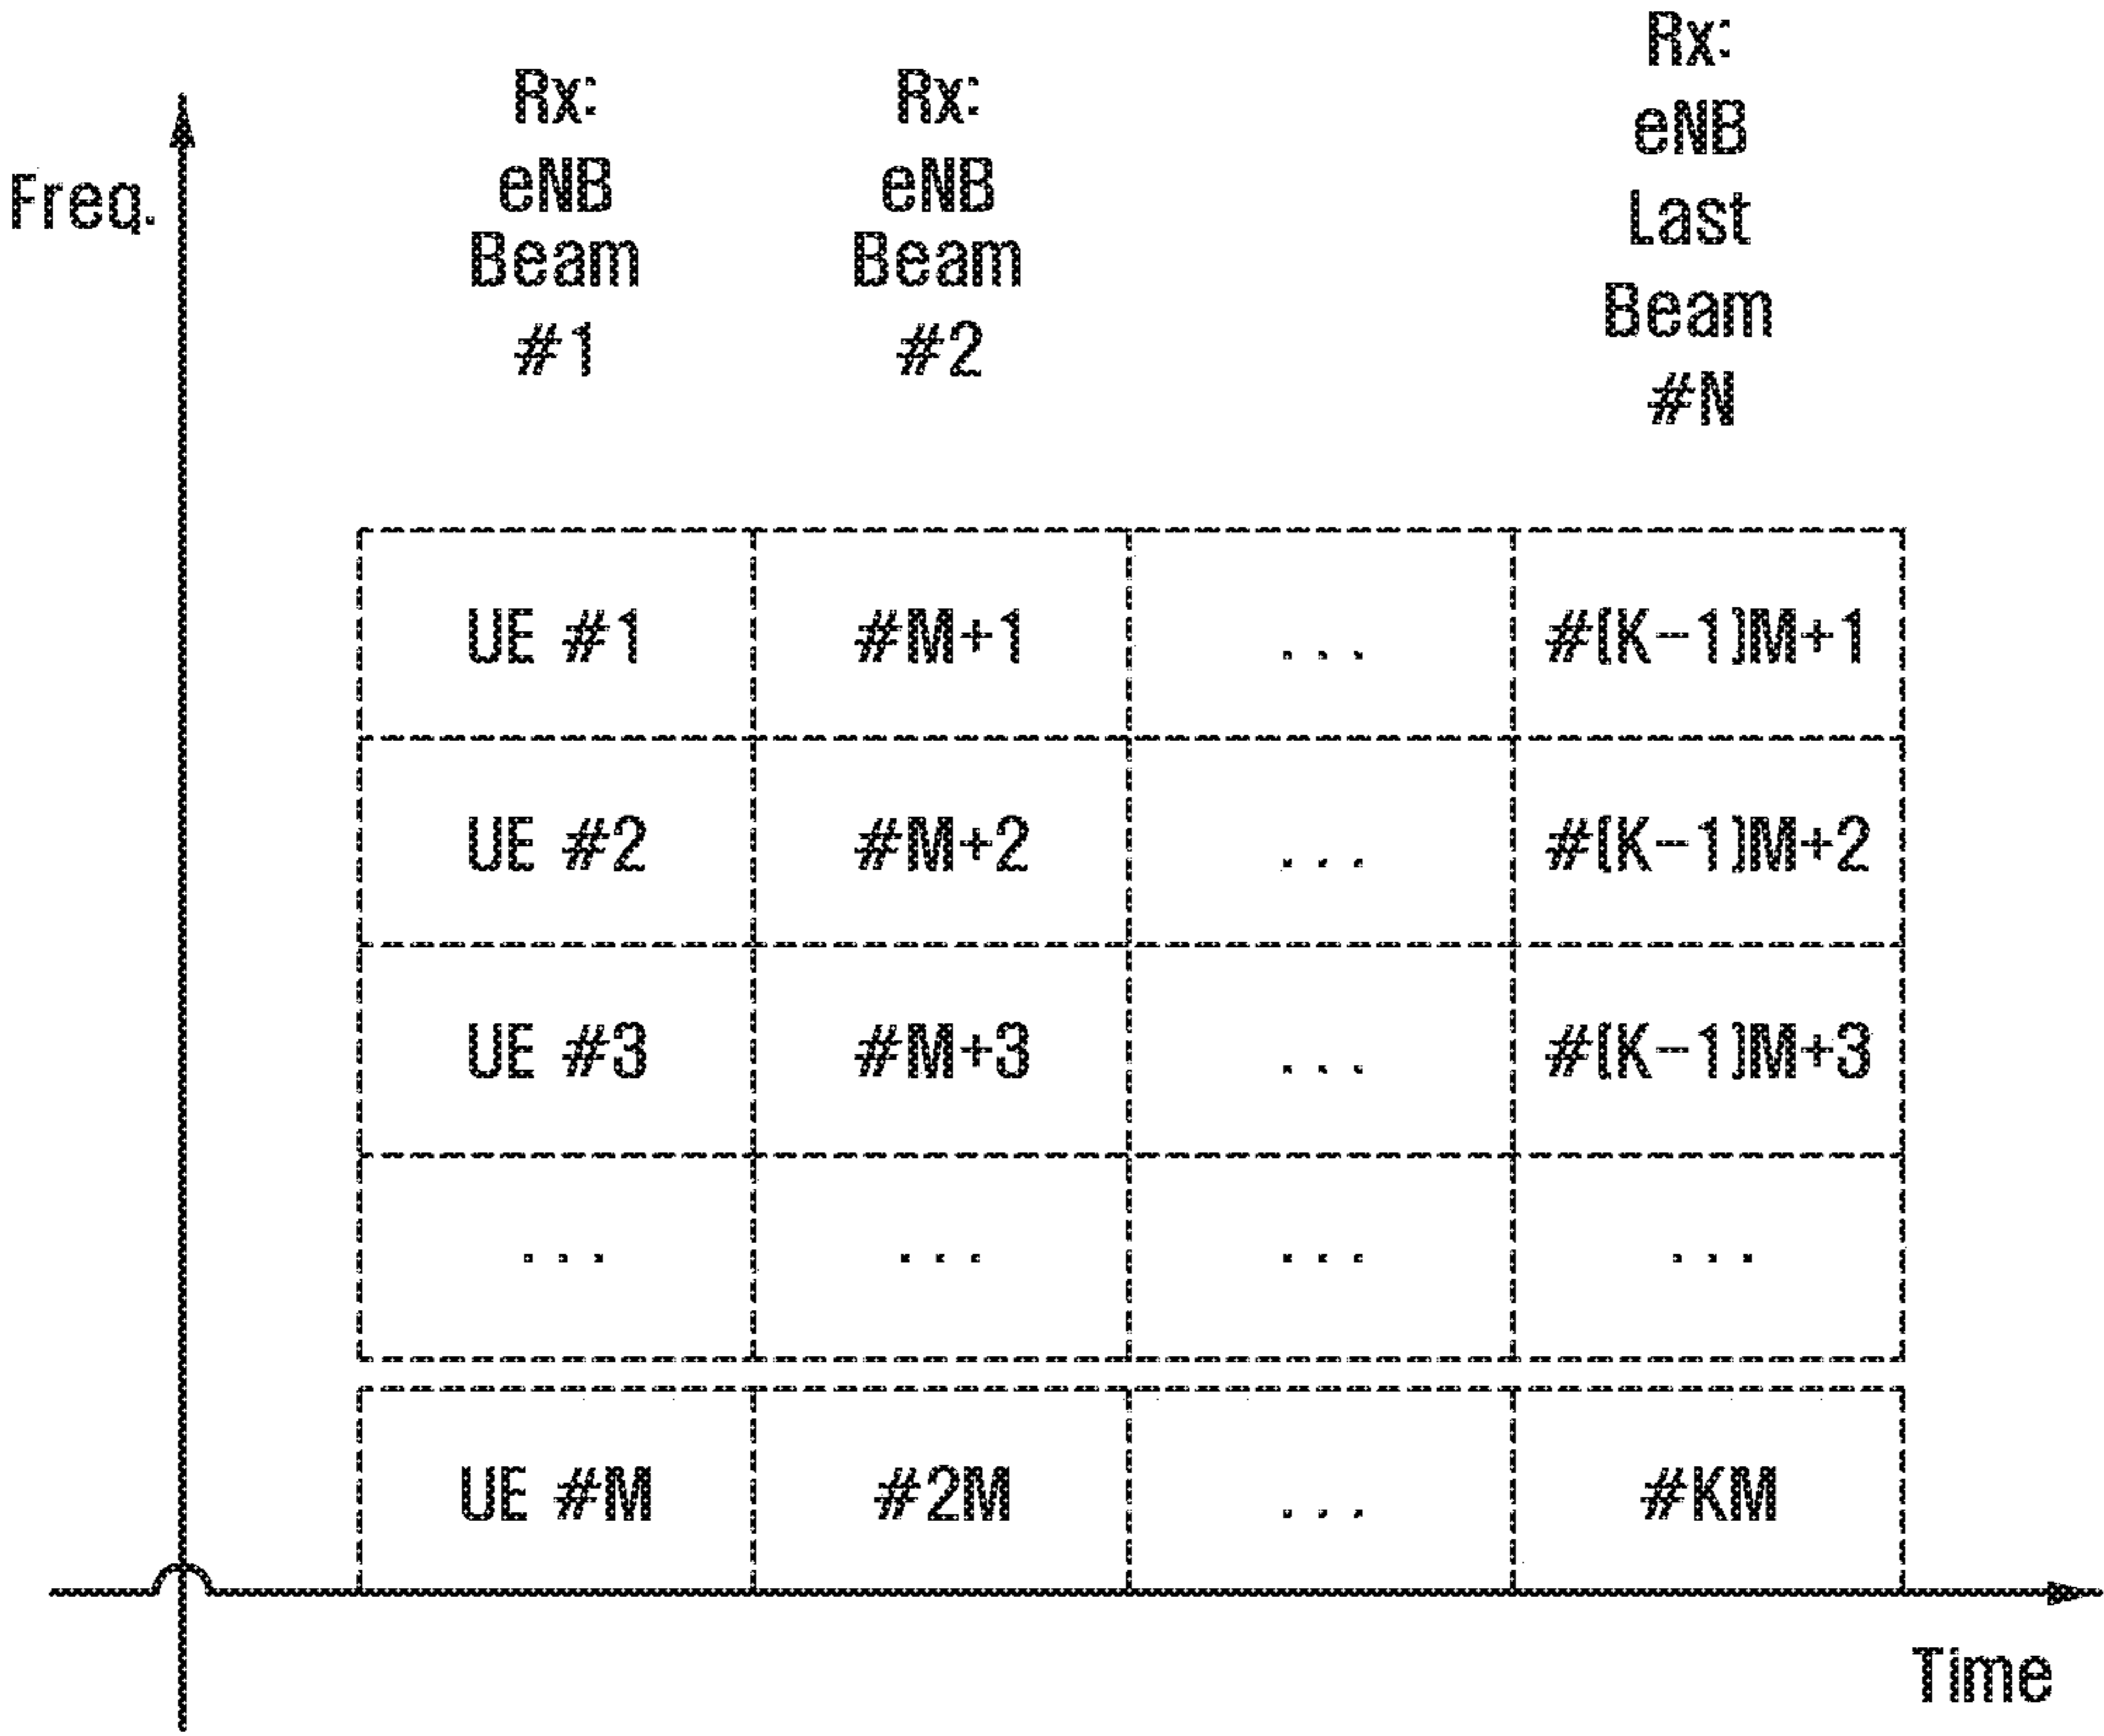 Freq.
Rx:
eNB
Beam
#1
Rx:
eNB
Beam
#2
Rx:
eNB
Last
Beam
#N
UE #1 #M+1 ... #(K-1)M+1
UE #2 #M+2 ... #(K-1)M+2
UE #3 #M+3 ... #(K-1)M+3
... ... ... ...
UE #M #2M ... #KM
Time